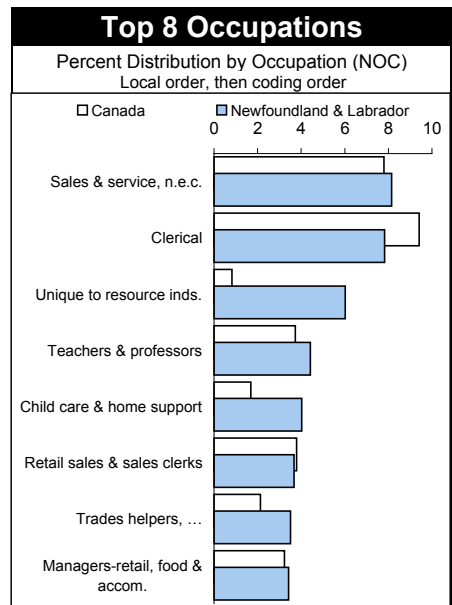 Top 8 Occupations
Percent Distribution by Occupation (NOC)
Local order, then coding order
Canada Newfoundland & Labrador
0 2 4 6 8 10
Sales & service, n.e.c.
Clerical
Unique to resource inds.
Teachers & professors
Child care & home support
Retail sales & sales clerks
Trades helpers, …
Managers-retail, food &
accom.